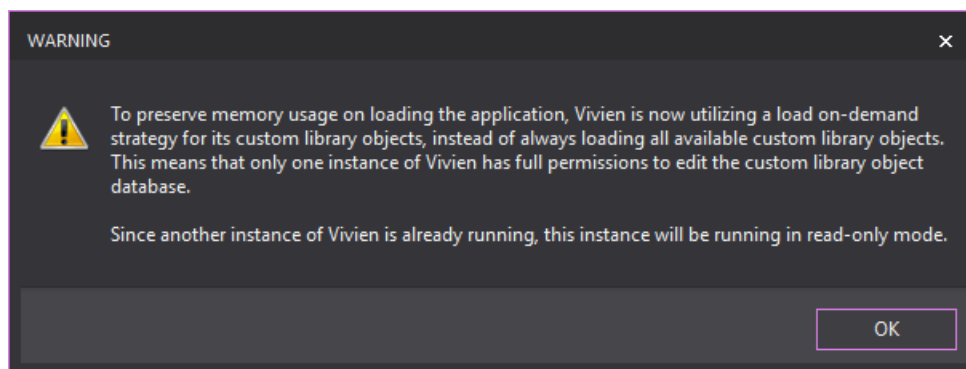 WARNING
To preserve memory usage on loading the application, Vivien is now utilizing a load on-demand
strategy for its custom library objects, instead of always loading all available custom library objects.
This means that only one instance of Vivien has full permissions to edit the custom library object
database.
Since another instance of Vivien is already running, this instance will be running in read-only mode.
OK